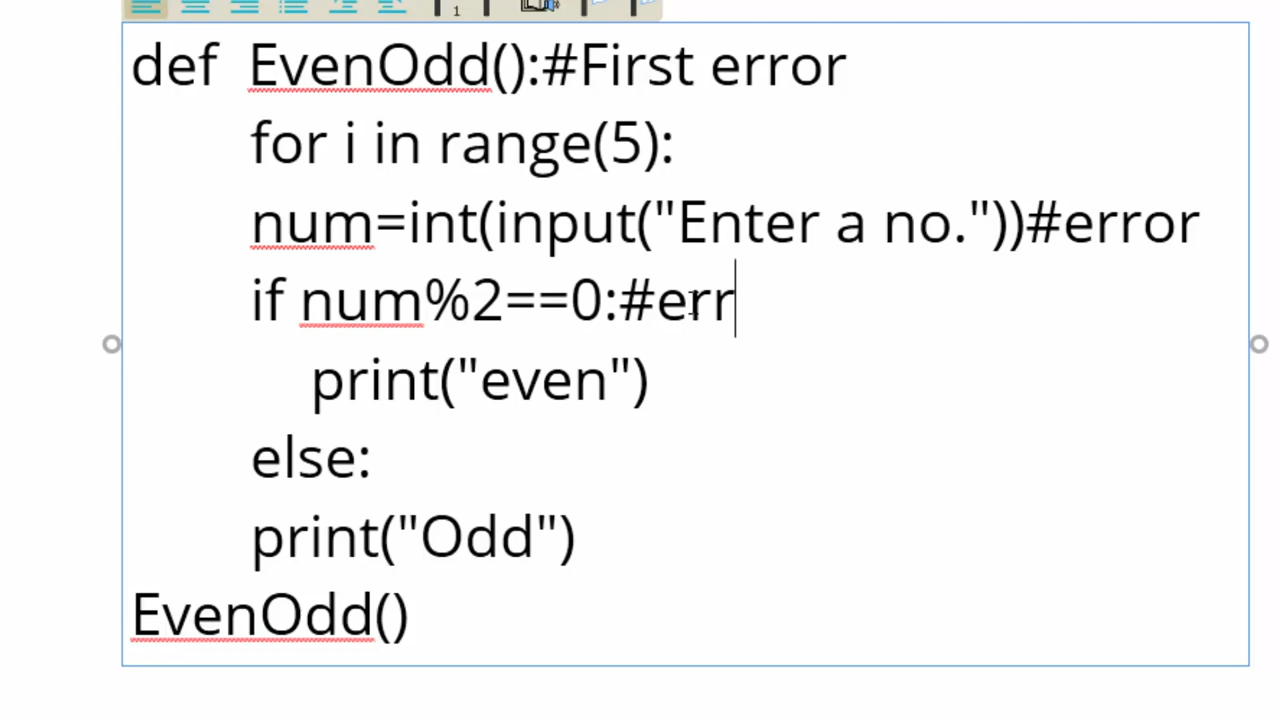 1
def EvenOdd():#First error
for i in range(5):
num=int(input("Enter a no."))#error
if num%2==0:#err
print("even")
else:
print("Odd")
EvenOdd()